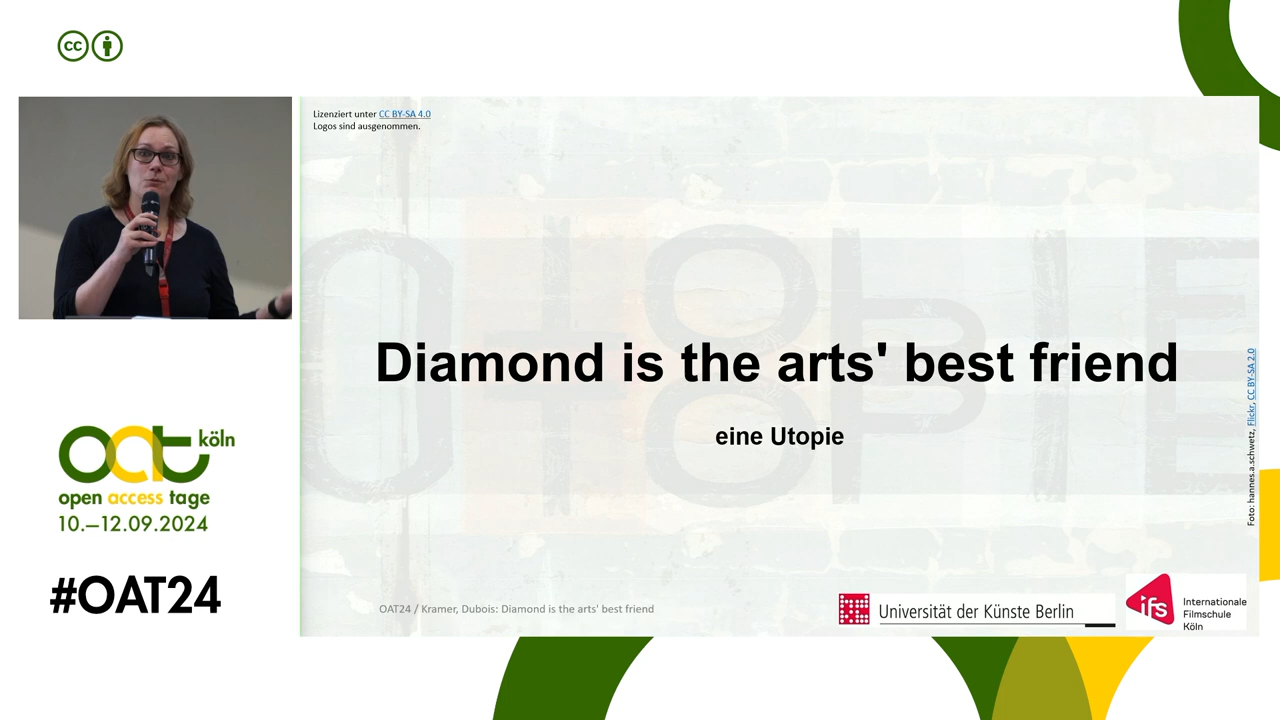 cc
Lizenziert unter CC BY-SA 4.0
Logos sind ausgenommen.
Diamond is the arts' best friend
eine Utopie
Foto: hannes.a.schwetz, Flickr, CC BY-SA 2.0
OAT24 / Kramer, Dubois: Diamond is the arts' best friend
Universität der Künste Berlin
ifs
Internationale
Filmschule
Köln
oat köln
open access tage
10.–12.09.2024
#OAT24